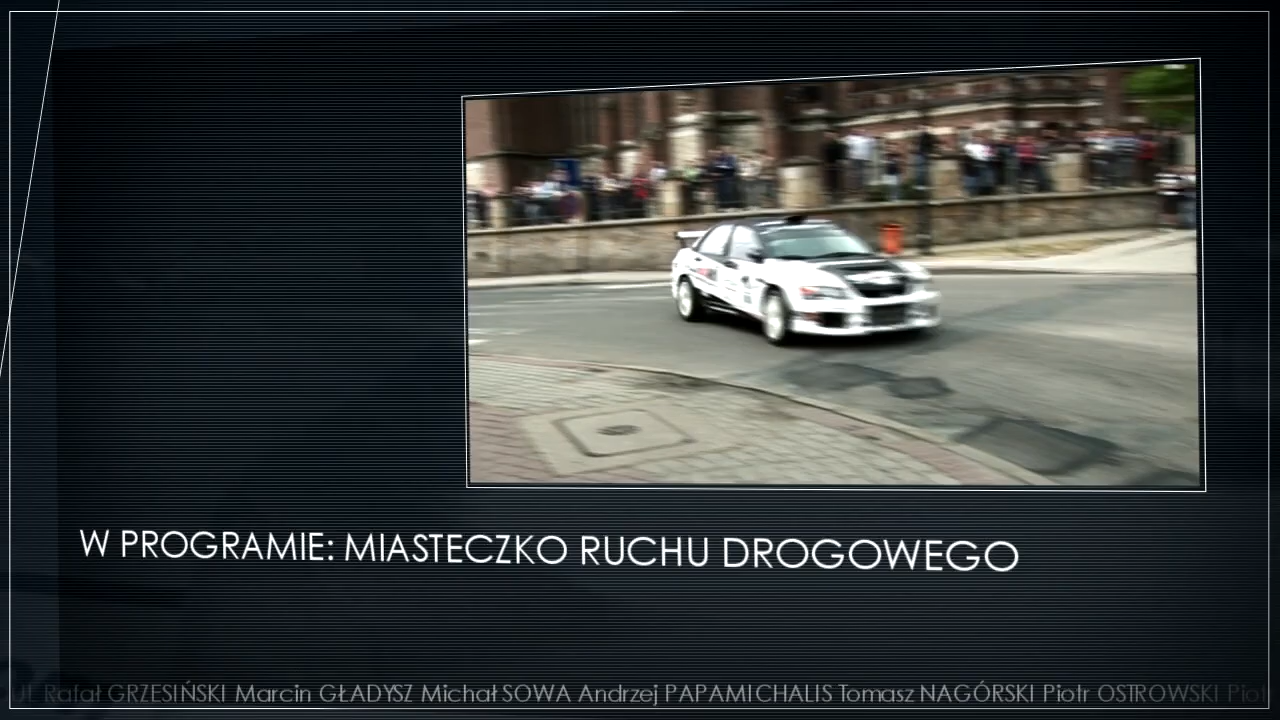 W PROGRAMIE: MIASTECZKO RUCHU DROGOWEGO
Rafał GRZESIŃSKI Marcin GŁADYSZ Michał SOWA Andrzej PAPAMICHALIS Tomasz NAGÓRSKI Piotr OSTROWSKI